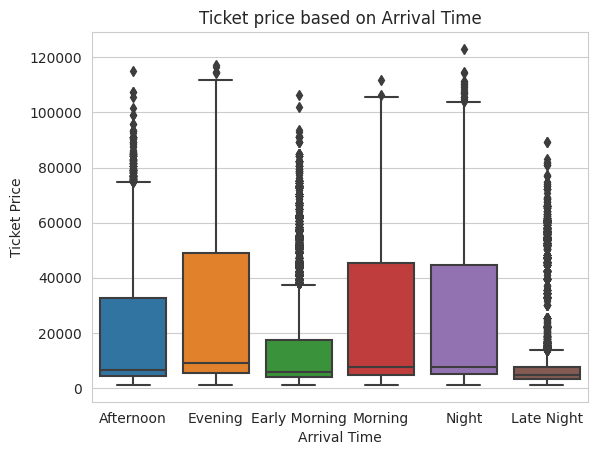 Ticket price based on Arrival Time
Ticket Price
120000
100000
80000
60000
40000
20000
0
Afternoon Evening Early Morning Morning Night Late Night
Arrival Time